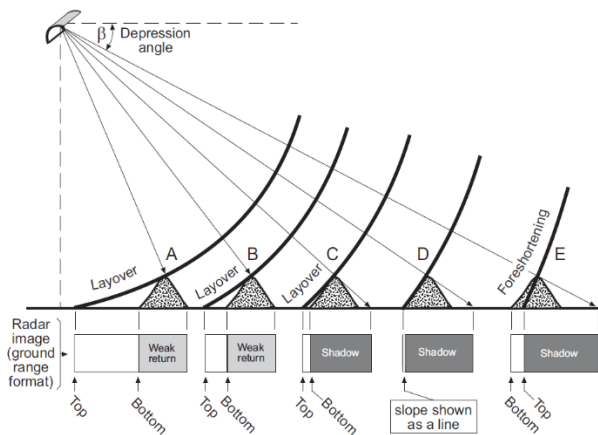 β Depression
angle
A
B
C
D
E
Layover
Layover
Layover
Foreshortening
Radar
image
(ground
range
format)
Weak
return
Weak
return
Shadow
Shadow
Shadow
Top
Bottom
Top
Bottom
Top
Bottom
slope shown
as a line
Bottom
Top